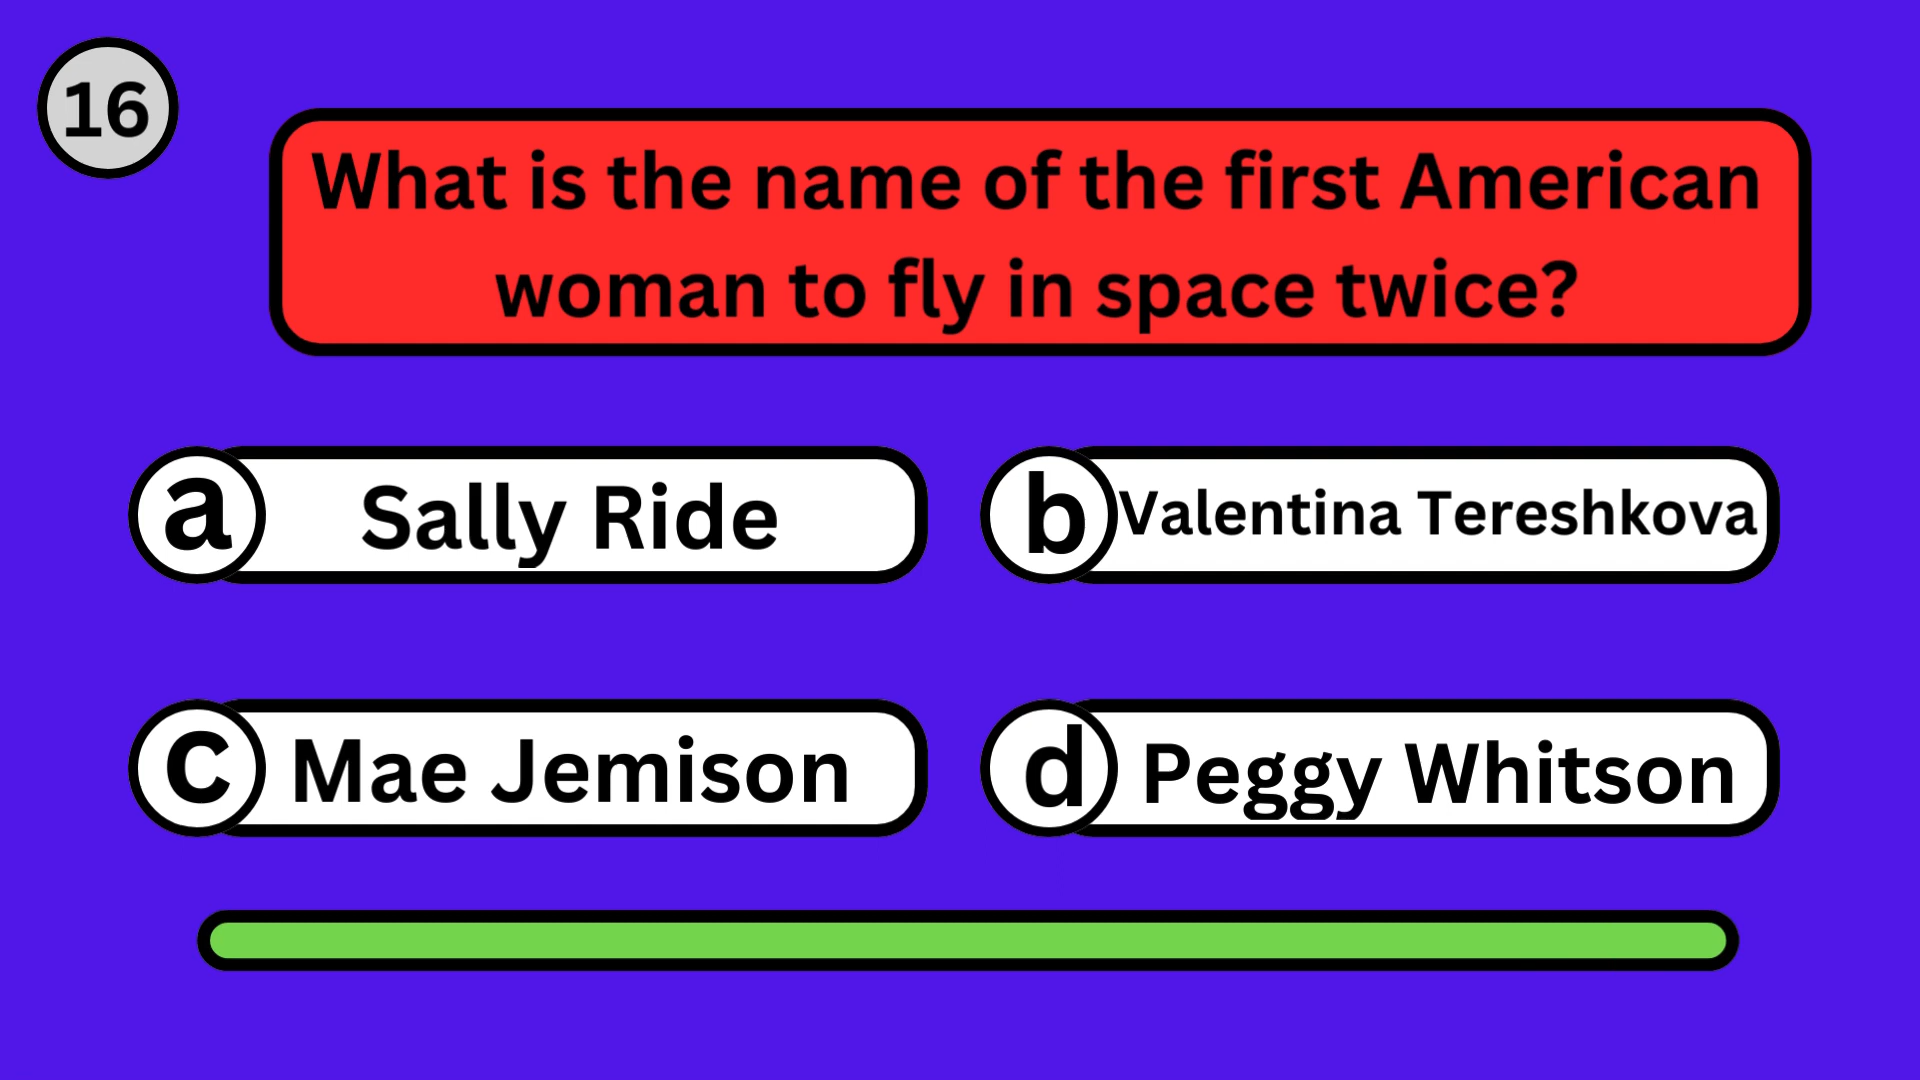 16
What is the name of the first American
woman to fly in space twice?
a Sally Ride
b Valentina Tereshkova
c Mae Jemison
d Peggy Whitson